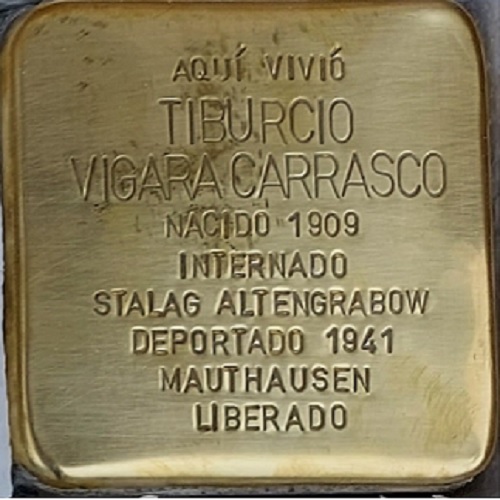 AQUÍ VIVIÓ
TIBURCIO
VIGARA CARRASCO
NACIDO 1909
INTERNADO
STALAG ALTENGRABOW
DEPORTADO 1941
MAUTHAUSEN
LIBERADO